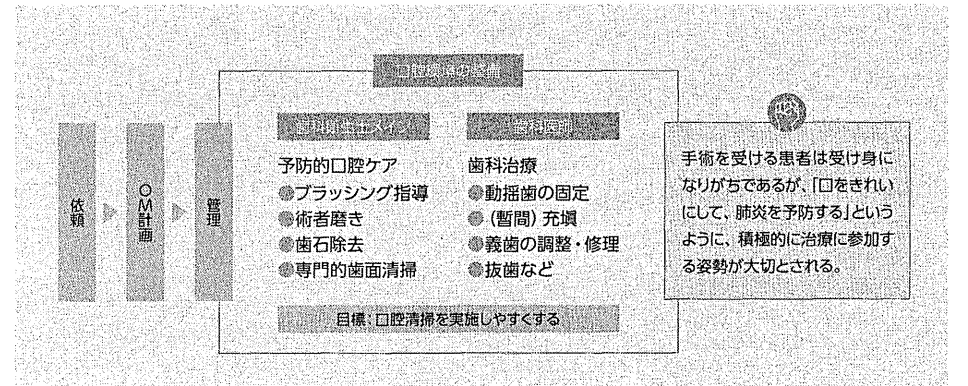 依頼
OM計画
管理
口腔環境の整備
歯科衛生士メイン
予防的口腔ケア
●ブラッシング指導
●術者磨き
●歯石除去
●専門的歯面清掃
歯科医師
歯科治療
●動揺歯の固定
●(暫間)充填
●義歯の調整・修理
●抜歯など
目標:口腔清掃を実施しやすくする
手術を受ける患者は受け身に
なりがちであるが、「口をきれい
にして、肺炎を予防する」という
ように、積極的に治療に参加す
る姿勢が大切とされる。